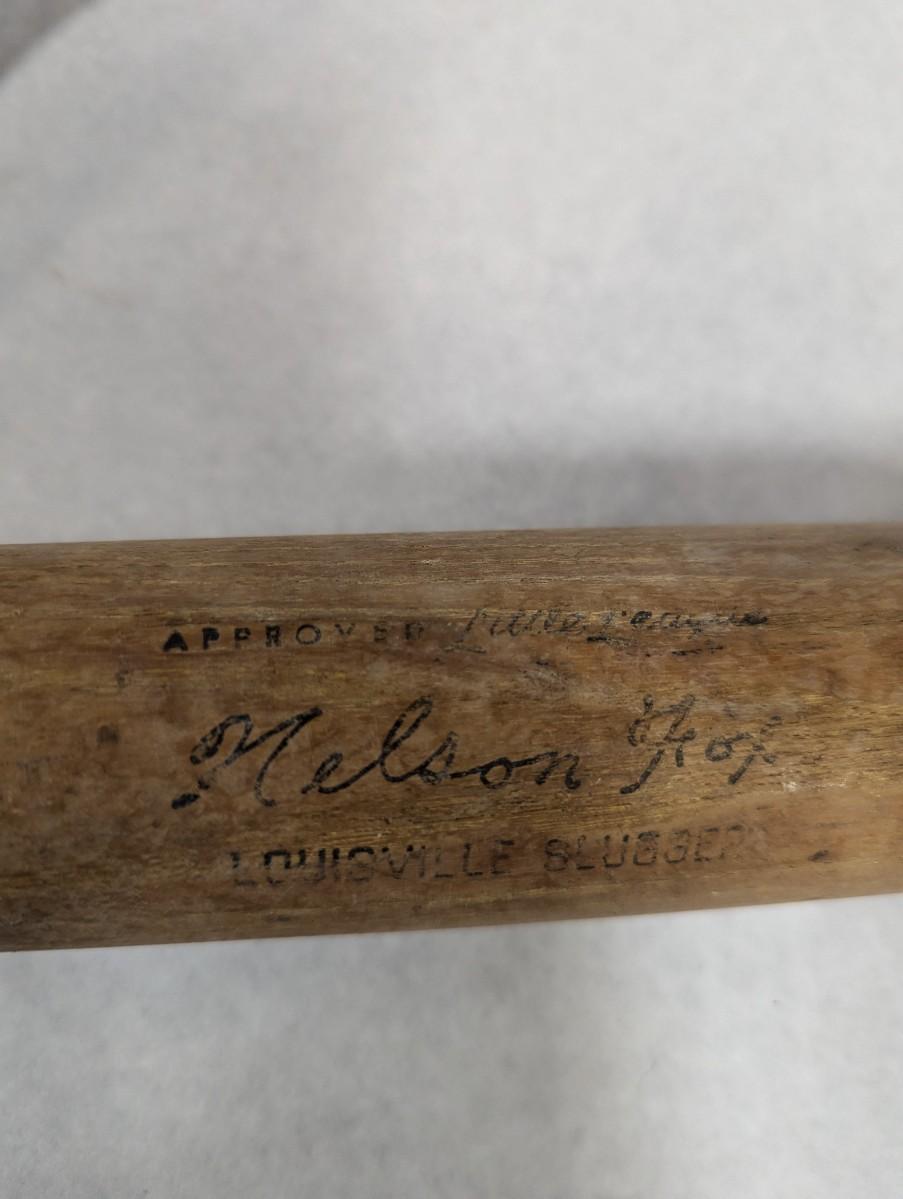 APPROVED Little League
Nelson Fox
LOUISVILLE SLUGGER